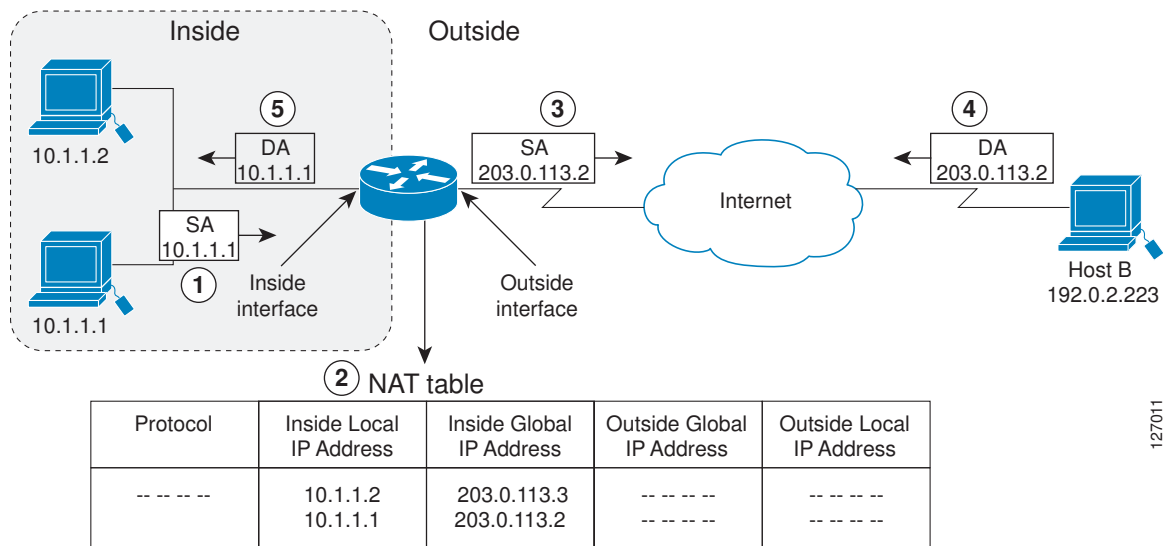 Inside
Outside
5
3
4
DA
10.1.1.1
SA
203.0.113.2
DA
203.0.113.2
10.1.1.2
Internet
SA
10.1.1.1
1
Inside
interface
Outside
interface
10.1.1.1
Host B
192.0.2.223
2 NAT table
Protocol
Inside Local
IP Address
Inside Global
IP Address
Outside Global
IP Address
Outside Local
IP Address
-- -- -- -- 10.1.1.2 203.0.113.3 -- -- -- -- -- -- -- --
10.1.1.1 203.0.113.2 -- -- -- -- -- -- -- --
127011